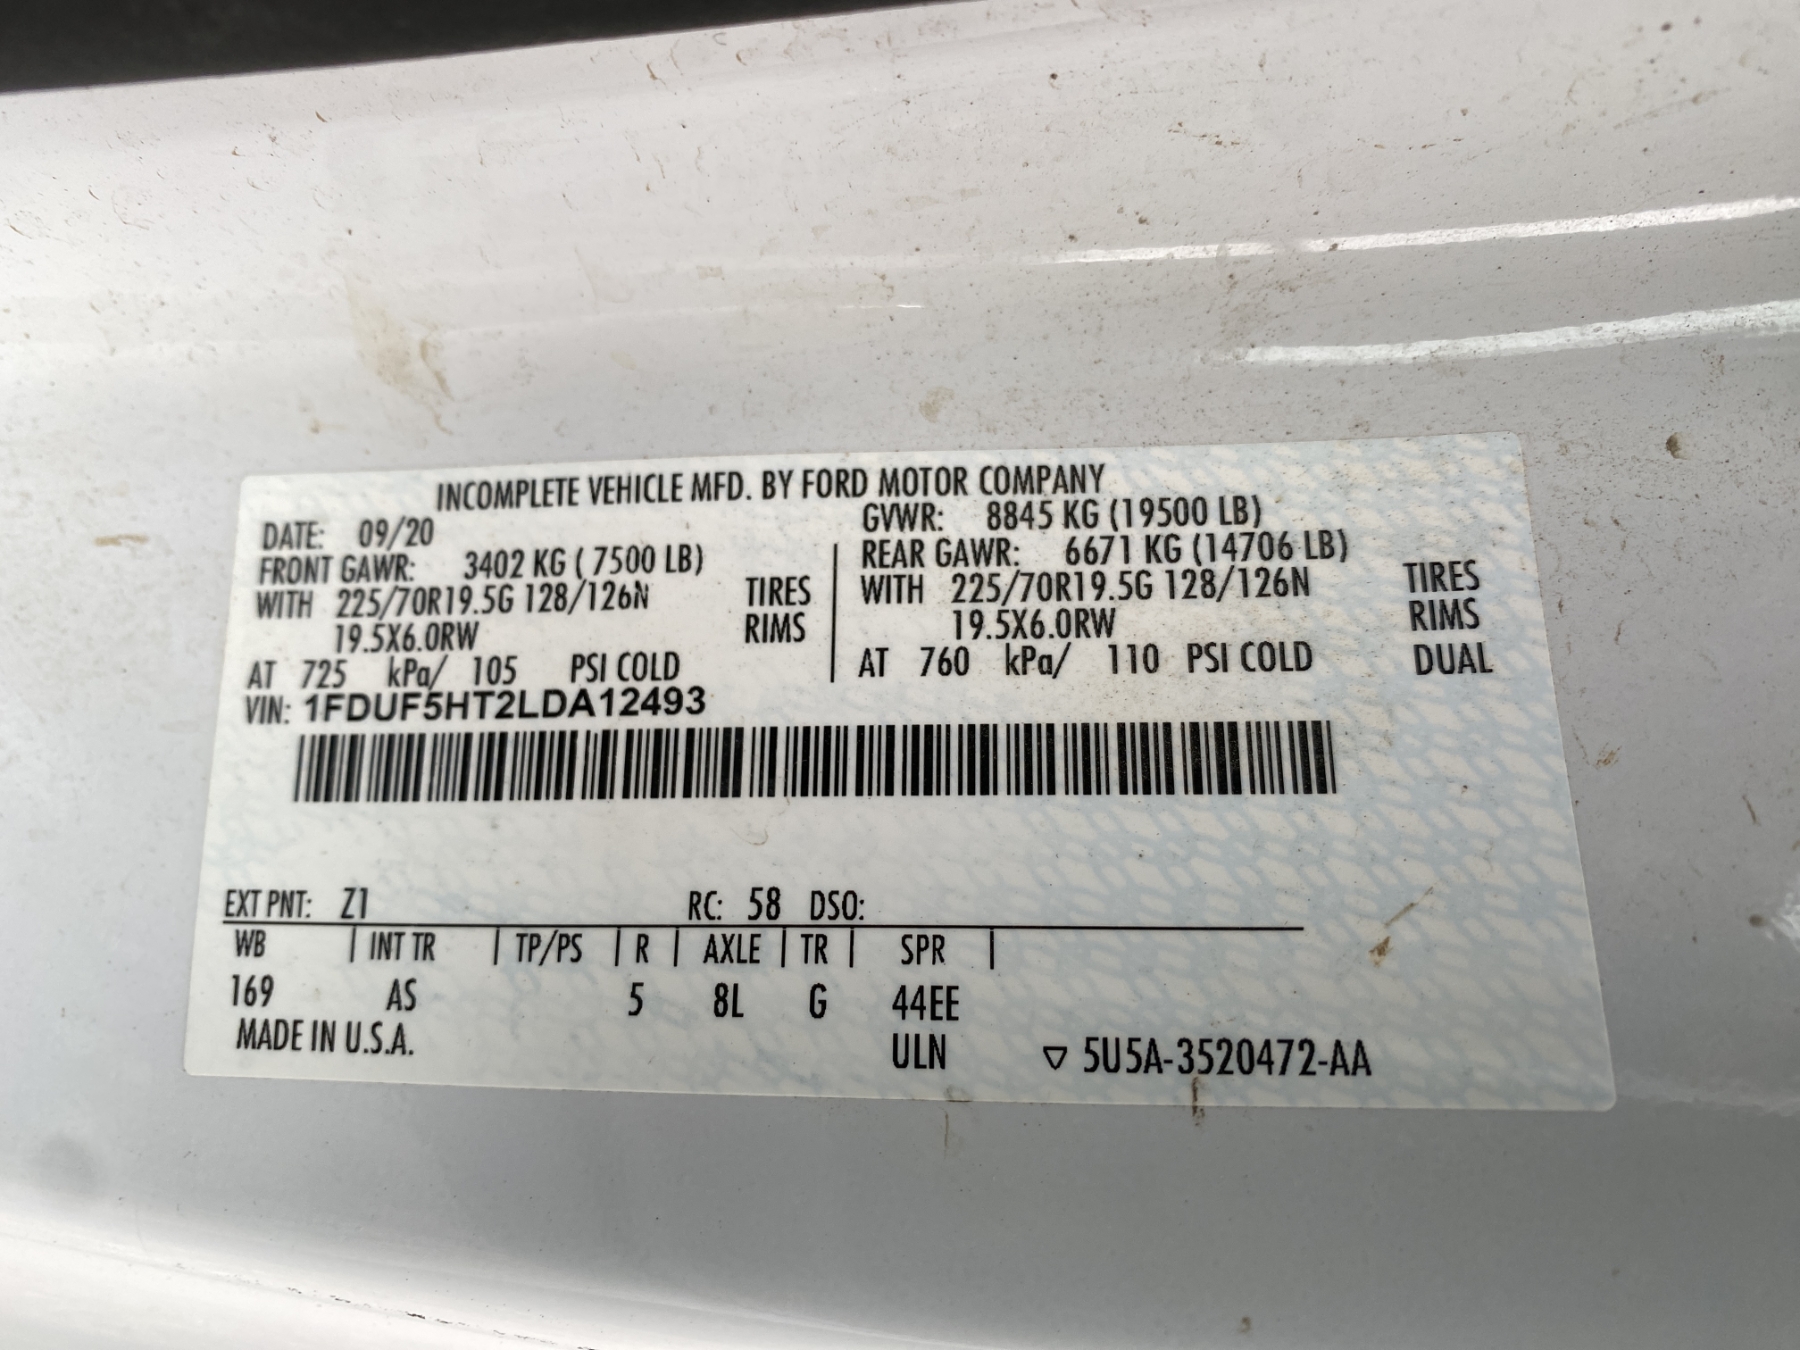 INCOMPLETE VEHICLE MFD. BY FORD MOTOR COMPANY
DATE: 09/20 GVWR: 8845 KG (19500 LB)
FRONT GAWR: 3402 KG ( 7500 LB) REAR GAWR: 6671 KG (14706 LB)
WITH 225/70R19.5G 128/126N TIRES WITH 225/70R19.5G 128/126N TIRES
19.5X6.0RW RIMS 19.5X6.0RW RIMS
AT 725 kPa/ 105 PSI COLD AT 760 kPa/ 110 PSI COLD DUAL
VIN: 1FDUF5HT2LDA12493
EXT PNT: Z1 RC: 58 DSO:
WB | INT TR | TP/PS | R | AXLE | TR | SPR |
169 AS 5 8L G 44EE
MADE IN U.S.A. ULN ▽ 5U5A-3520472-AA